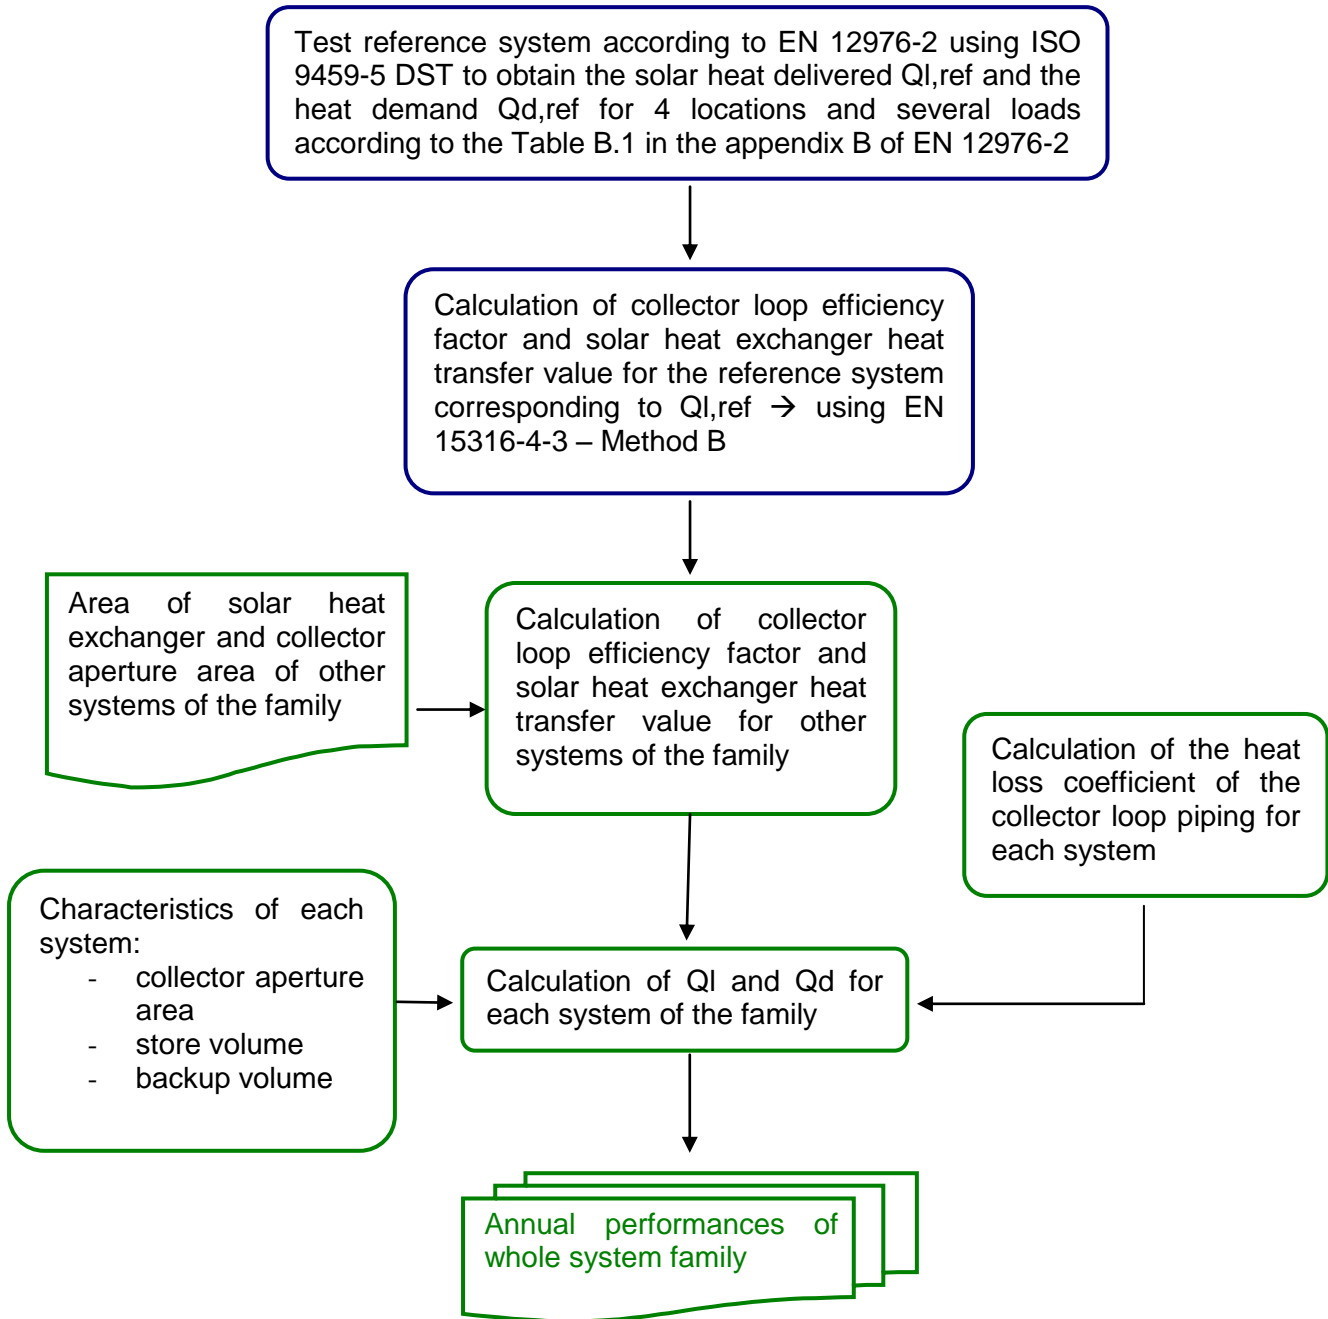 Test reference system according to EN 12976-2 using ISO
9459-5 DST to obtain the solar heat delivered Ql,ref and the
heat demand Qd,ref for 4 locations and several loads
according to the Table B.1 in the appendix B of EN 12976-2
Calculation of collector loop efficiency
factor and solar heat exchanger heat
transfer value for the reference system
corresponding to Ql,ref → using EN
15316-4-3 – Method B
Area of solar heat
exchanger and collector
aperture area of other
systems of the family
Calculation of collector
loop efficiency factor and
solar heat exchanger heat
transfer value for other
systems of the family
Calculation of the heat
loss coefficient of the
collector loop piping for
each system
Characteristics of each
system:
- collector aperture
area
- store volume
- backup volume
Calculation of Ql and Qd for
each system of the family
Annual performances of
whole system family